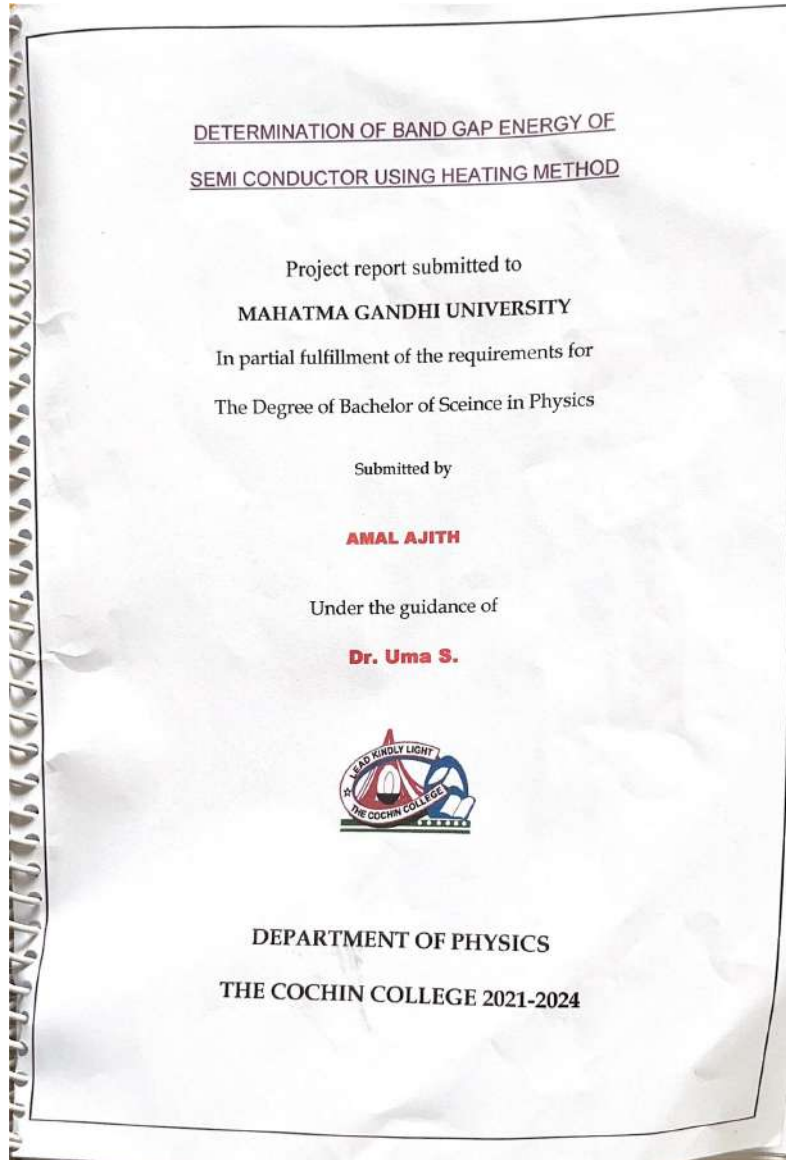 DETERMINATION OF BAND GAP ENERGY OF
SEMI CONDUCTOR USING HEATING METHOD
Project report submitted to
MAHATMA GANDHI UNIVERSITY
In partial fulfillment of the requirements for
The Degree of Bachelor of Sceince in Physics
Submitted by
AMAL AJITH
Under the guidance of
Dr. Uma S.
LEAD KINDLY LIGHT
THE COCHIN COLLEGE
DEPARTMENT OF PHYSICS
THE COCHIN COLLEGE 2021-2024